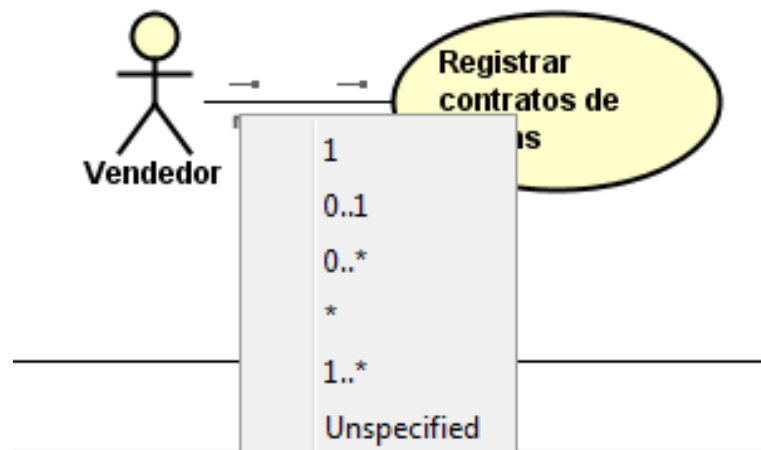 Registrar
contratos de
Vendedor
1
0..1
0..*
*
1..*
Unspecified